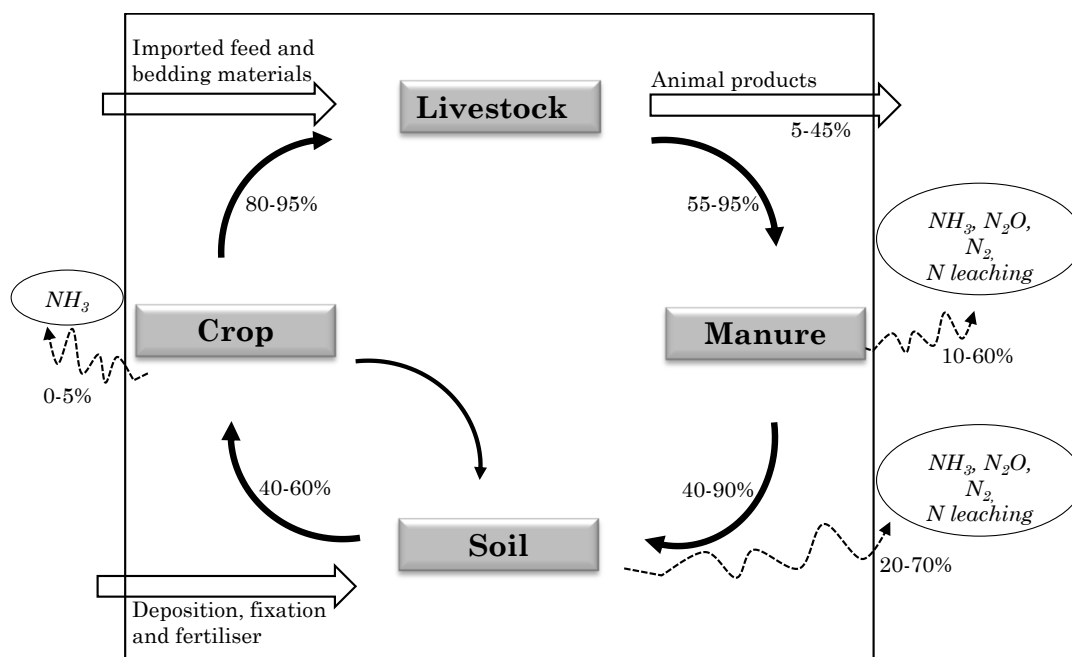 Imported feed and
bedding materials
Livestock
Animal products
5-45%
80-95%
55-95%
NH₃, N₂O,
N₂,
N leaching
NH₃
Crop
Manure
0-5%
10-60%
40-60%
40-90%
NH₃, N₂O,
N₂,
N leaching
Soil
20-70%
Deposition, fixation
and fertiliser